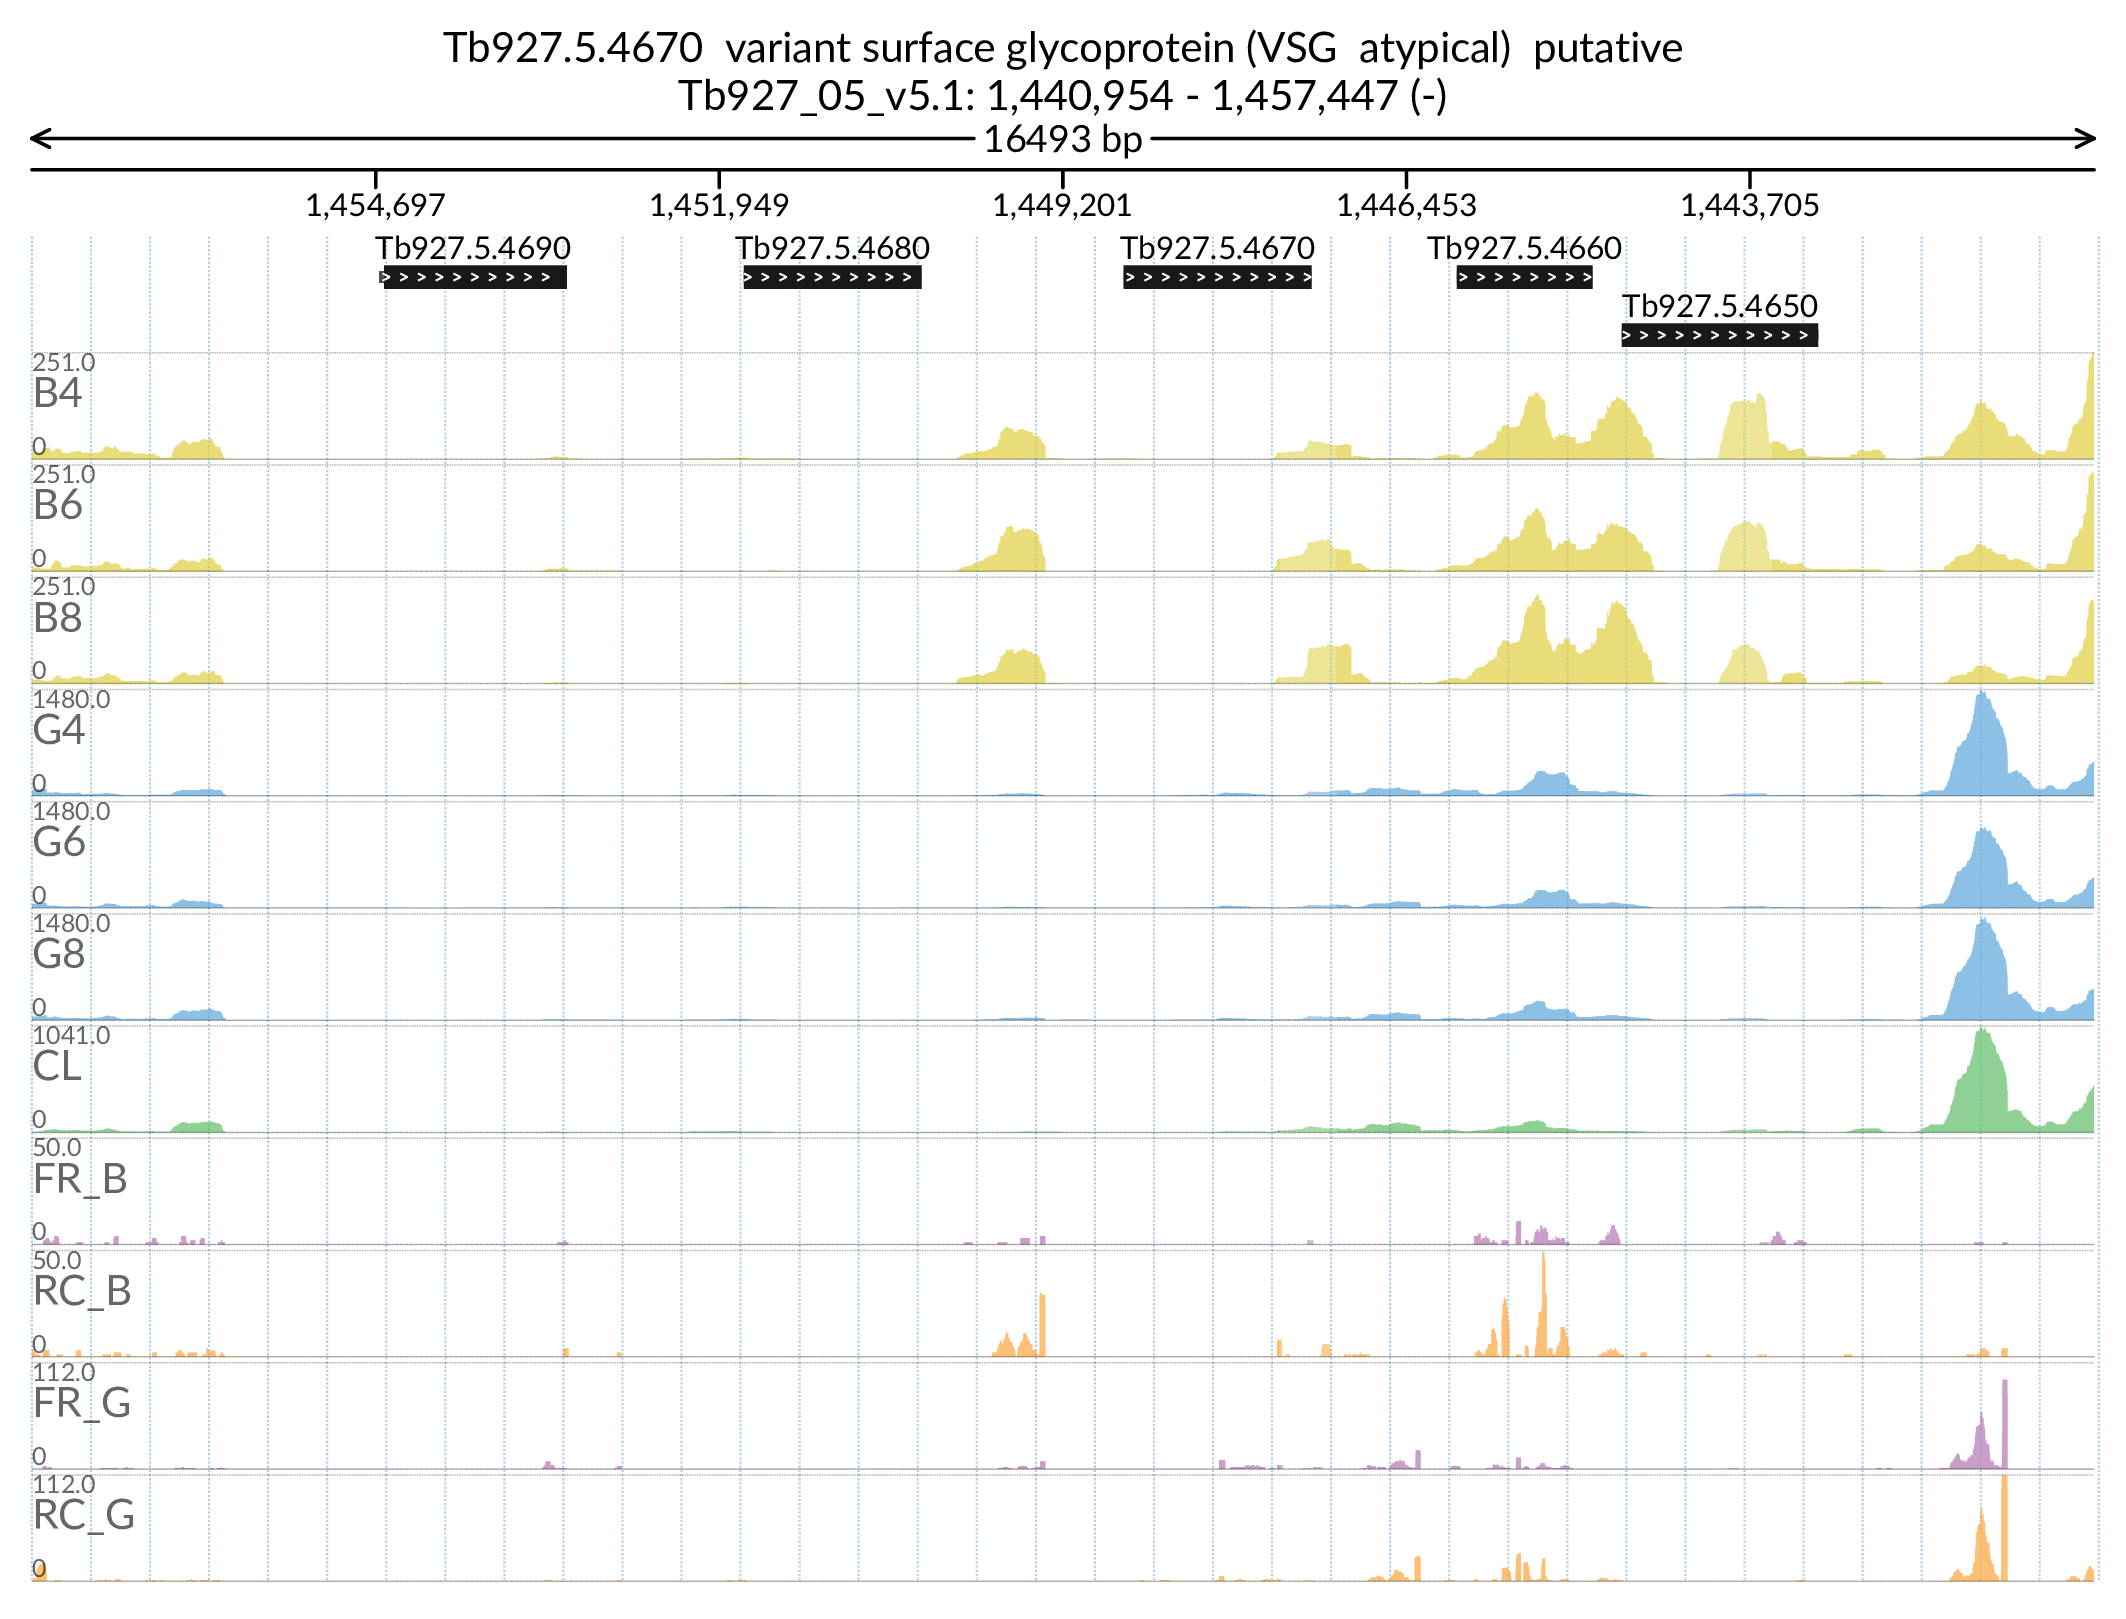 Tb927.5.4670  variant surface glycoprotein (VSG  atypical)  putative
Tb927_05_v5.1: 1,440,954 - 1,457,447 (-)
16493 bp
1,454,697 1,451,949 1,449,201 1,446,453 1,443,705
Tb927.5.4690 Tb927.5.4680 Tb927.5.4670 Tb927.5.4660
Tb927.5.4650
251.0
B4
0
251.0
B6
0
251.0
B8
0
1480.0
G4
0
1480.0
G6
0
1480.0
G8
0
1041.0
CL
0
50.0
FR_B
0
50.0
RC_B
0
112.0
FR_G
0
112.0
RC_G
0